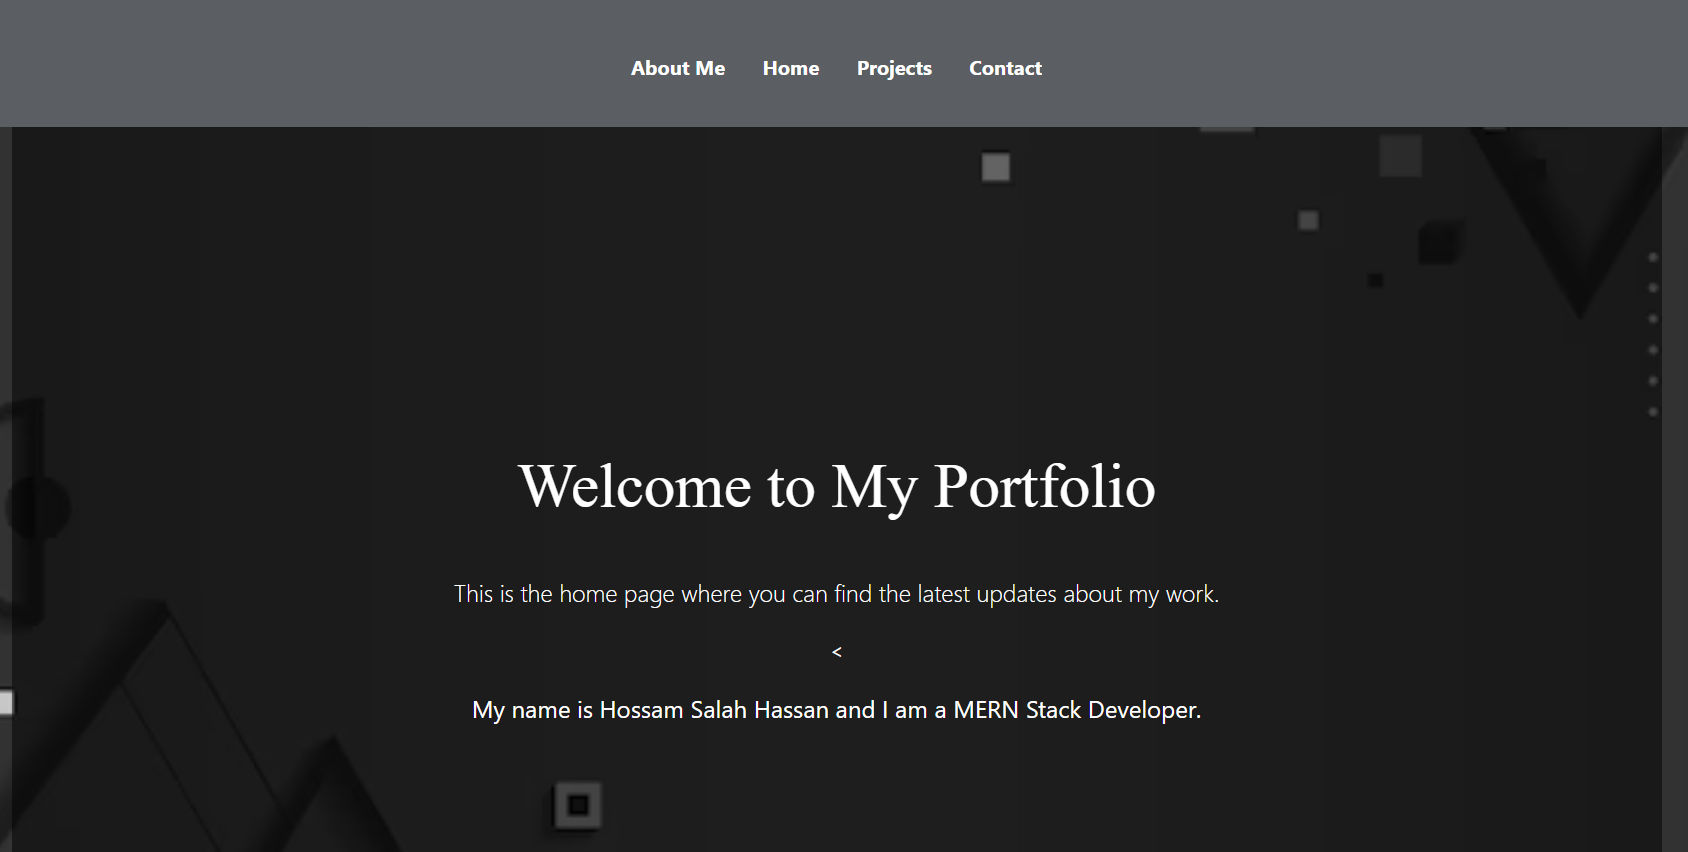 About Me Home Projects Contact
Welcome to My Portfolio
This is the home page where you can find the latest updates about my work.
<
My name is Hossam Salah Hassan and I am a MERN Stack Developer.